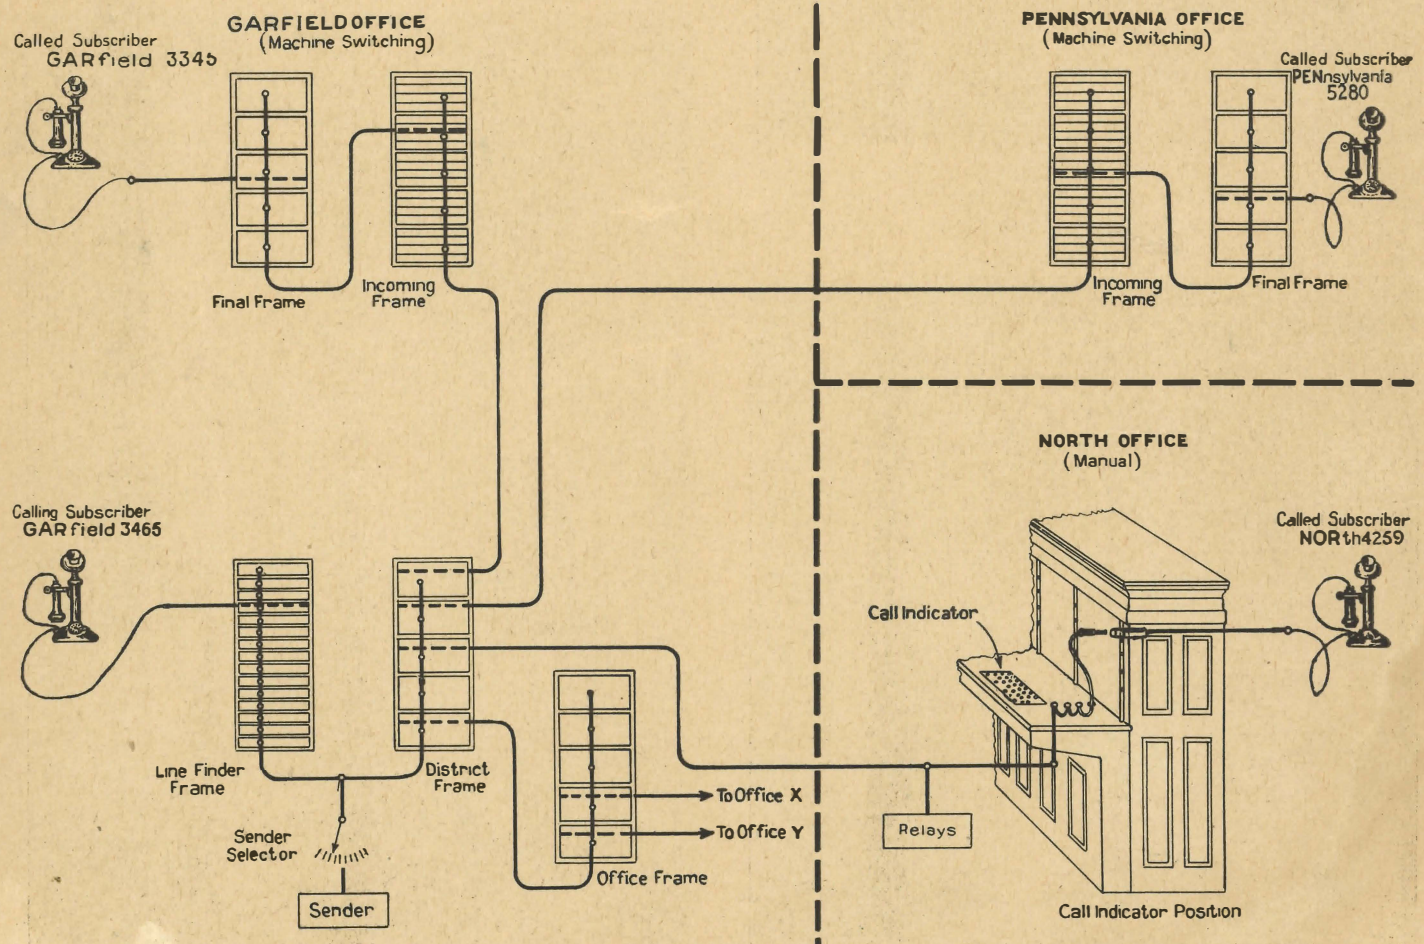 GARFIELD OFFICE
(Machine Switching)
Called Subscriber
GARfield 3345
Final Frame
Incoming
Frame
PENNSYLVANIA OFFICE
(Machine Switching)
Called Subscriber
PENnsylvania
5280
Incoming
Frame
Final Frame
Calling Subscriber
GARfield 3465
Line Finder
Frame
District
Frame
Sender
Selector
Sender
To Office X
To Office Y
Office Frame
NORTH OFFICE
(Manual)
Called Subscriber
NORth4259
Call Indicator
Relays
Call Indicator Position